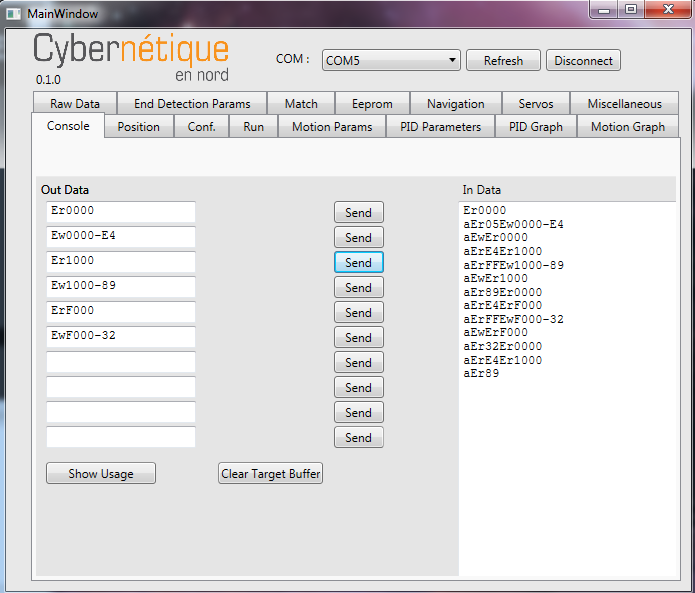 MainWindow
Cybernétique
en nord
0.1.0
COM :
COM5
Refresh
Disconnect
Raw Data
End Detection Params
Match
Eeprom
Navigation
Servos
Miscellaneous
Console
Position
Conf.
Run
Motion Params
PID Parameters
PID Graph
Motion Graph
Out Data
Er0000
Send
Ew0000-E4
Send
Er1000
Send
Ew1000-89
Send
ErF000
Send
EwF000-32
Send
Send
Send
Send
Send
Show Usage
Clear Target Buffer
In Data
Er0000
aEr05Ew0000-E4
aEwEr0000
aErE4Er1000
aErFFEw1000-89
aEwEr1000
aEr89Er0000
aErE4ErF000
aErFFEwF000-32
aEwErF000
aEr32Er0000
aErE4Er1000
aEr89